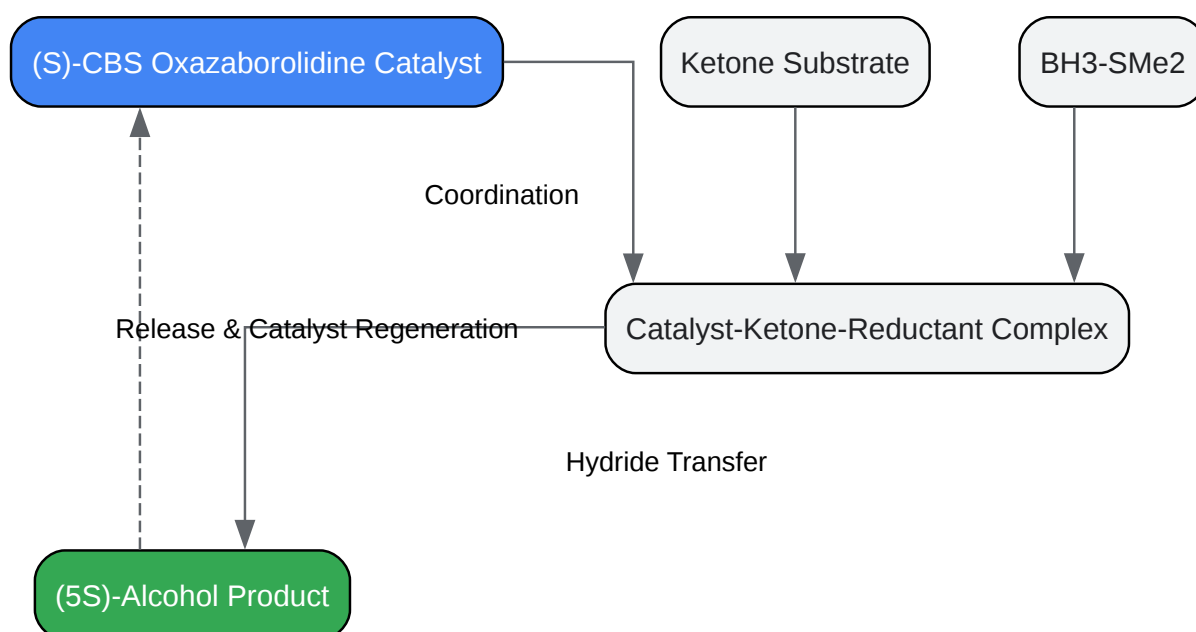 (S)-CBS Oxazaborolidine Catalyst
Ketone Substrate
BH3-SMe2
Coordination
Release & Catalyst Regeneration
Catalyst-Ketone-Reductant Complex
Hydride Transfer
(5S)-Alcohol Product